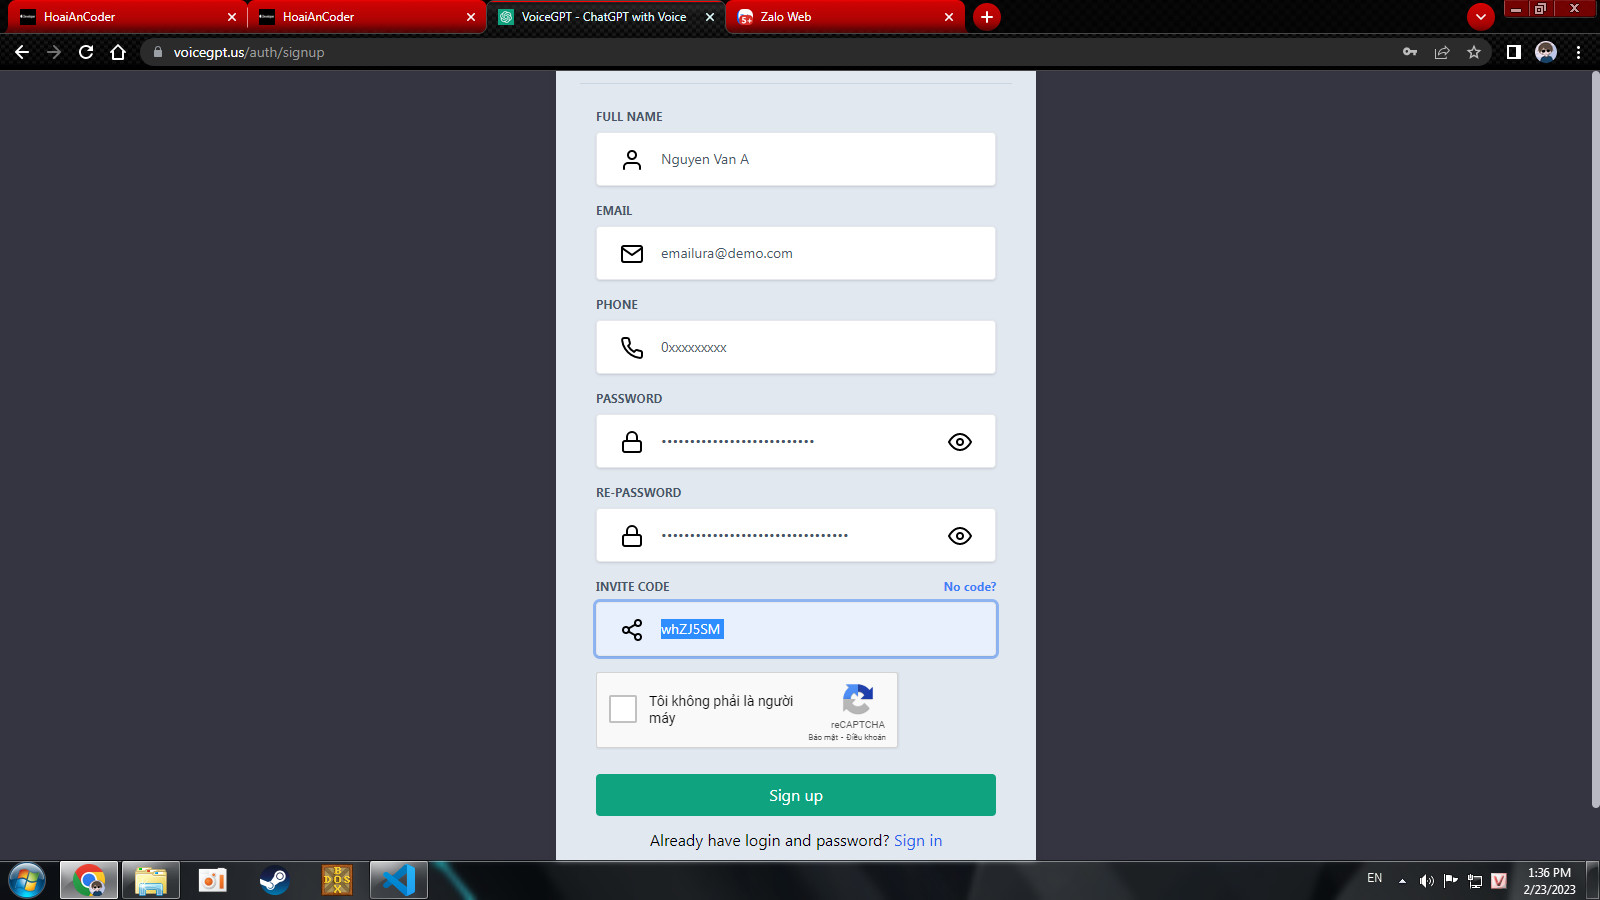 HoaiAnCoder
HoaiAnCoder
VoiceGPT - ChatGPT with Voice
5+
Zalo Web
voicegpt.us/auth/signup
FULL NAME
Nguyen Van A
EMAIL
emailura@demo.com
PHONE
0xxxxxxxxx
PASSWORD
RE-PASSWORD
INVITE CODE
No code?
whZJ5SM
Tôi không phải là người
máy
reCAPTCHA
Bảo mật - Điều khoản
Sign up
Already have login and password? Sign in
DOS
BOX
EN
V
1:36 PM
2/23/2023